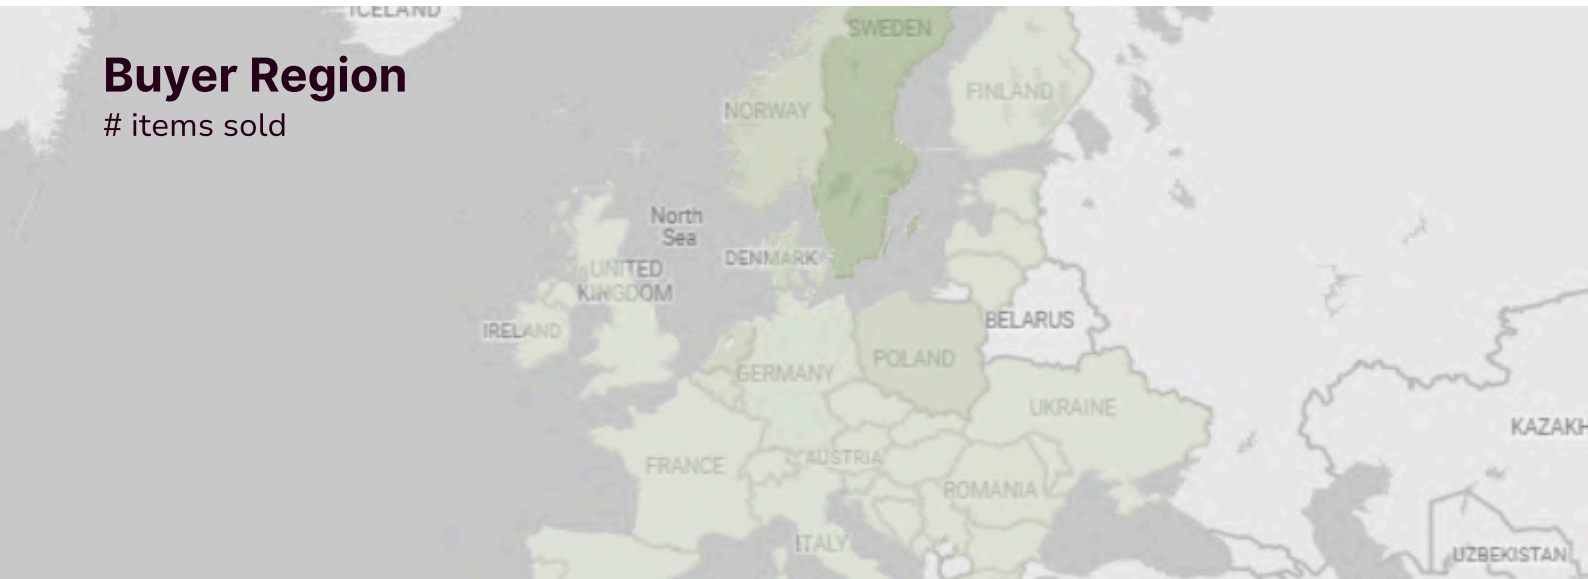 ICELAND
SWEDEN
Buyer Region
FINLAND
NORWAY
# items sold
North
Sea
DENMARK
UNITED
KINGDOM
BELARUS
IRELAND
POLAND
GERMANY
UKRAINE
KAZAKH
AUSTRIA
FRANCE
ROMANIA
ITALY
UZBEKISTAN